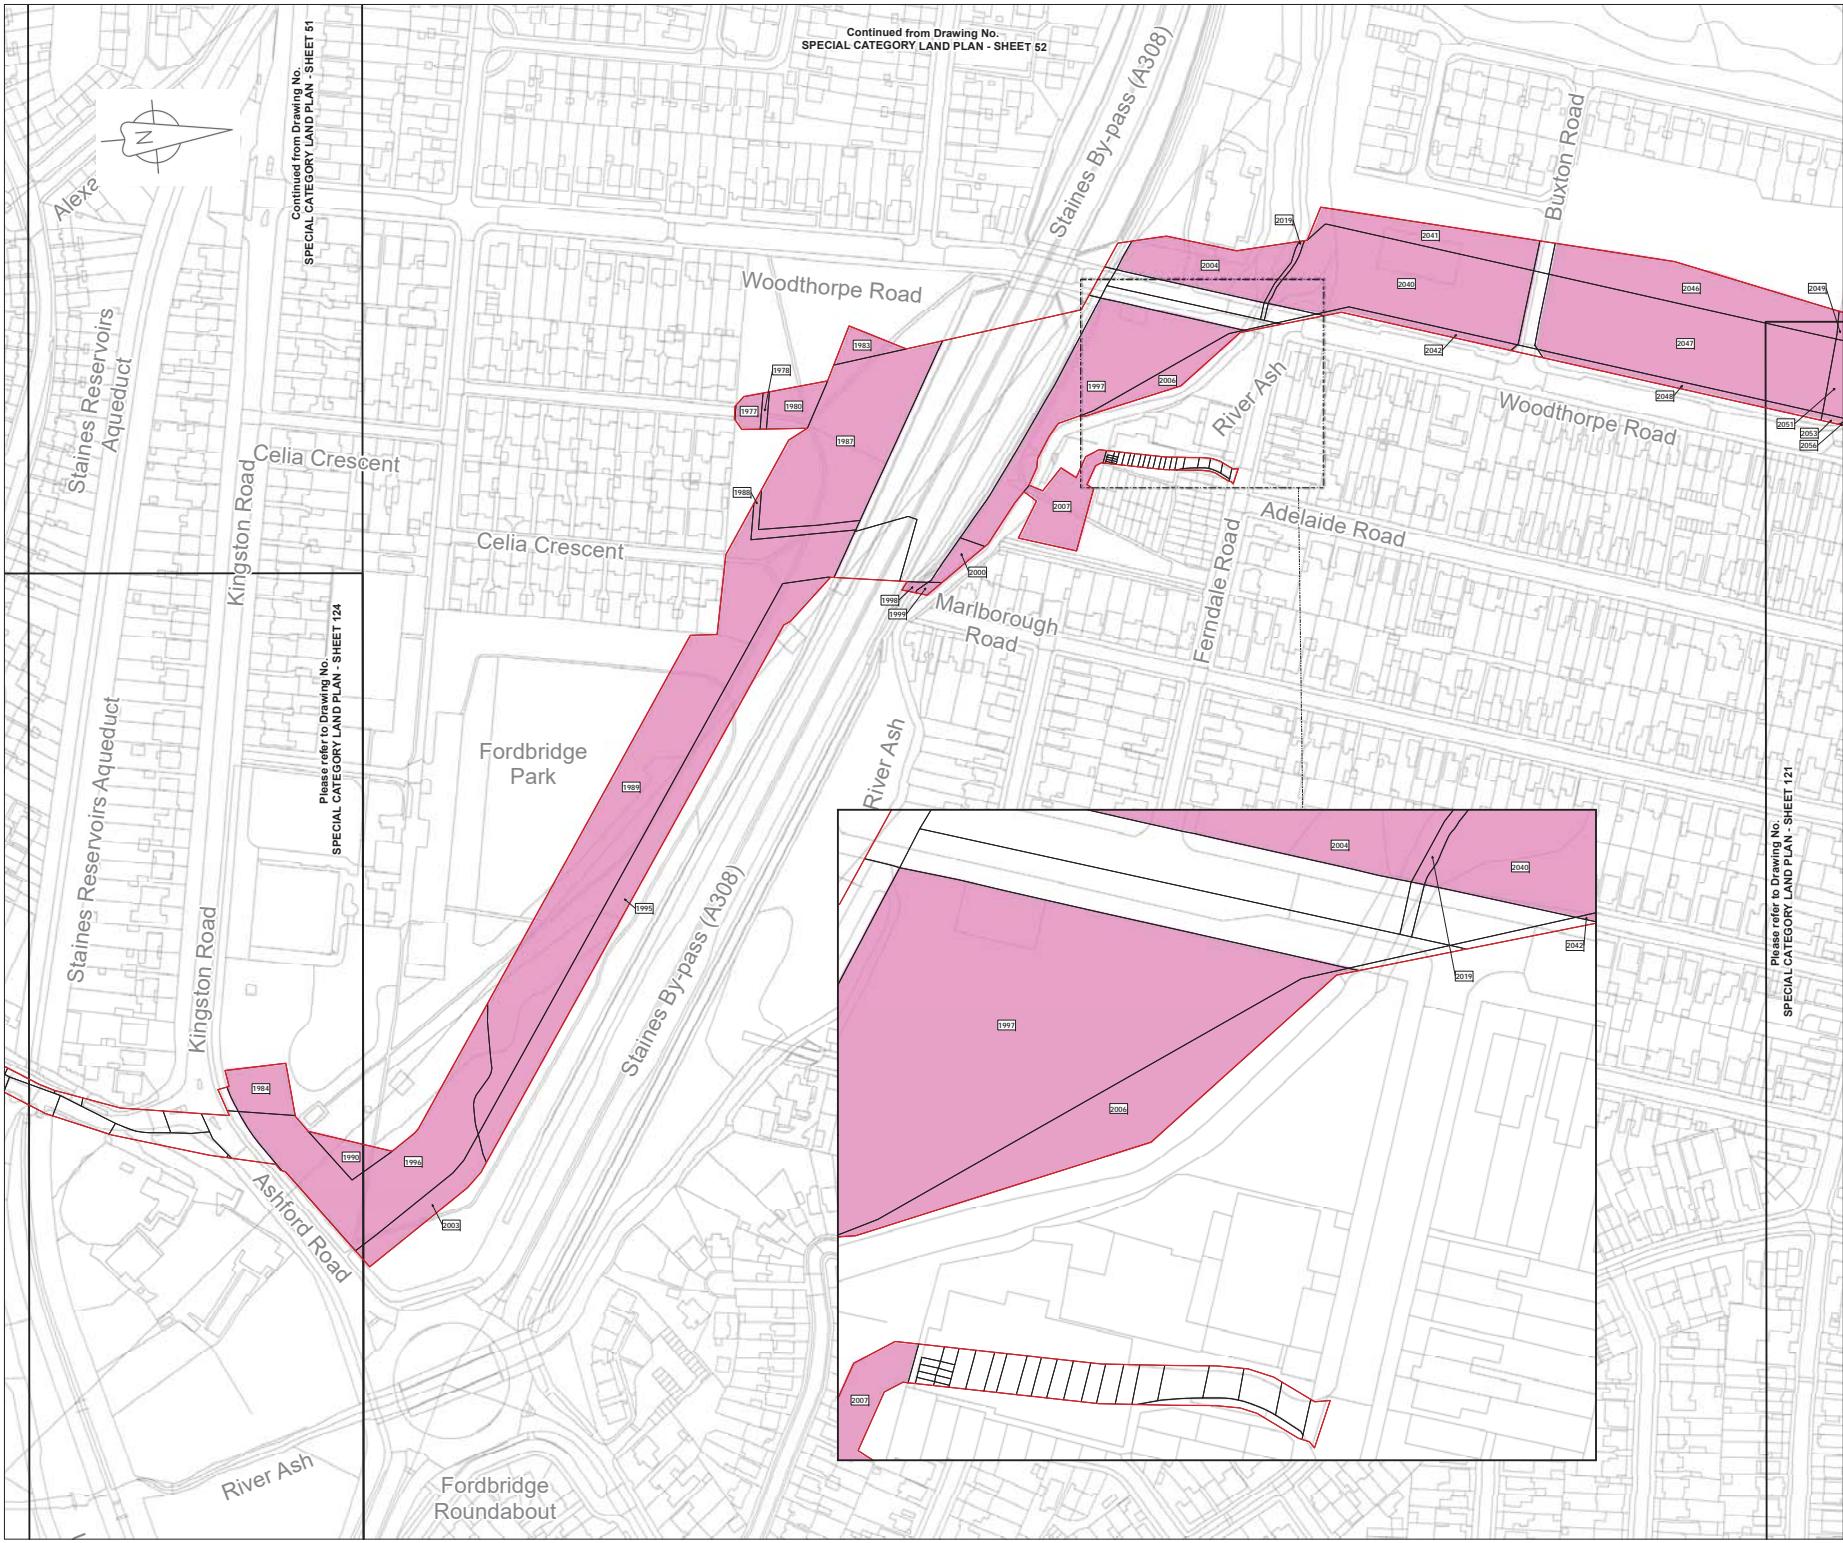 Continued from Drawing No.
SPECIAL CATEGORY LAND PLAN - SHEET 52
Continued from Drawing No.
SPECIAL CATEGORY LAND PLAN - SHEET 51
N
Staines By-pass (A308)
Buxton Road
Staines Reservoirs
Aqueduct
Woodthorpe Road
2019
2041
2004
2040
2046
2049
1983
1978
1977
1980
1987
1997
2006
River Ash
2042
2047
2048
Woodthorpe Road
2051
2053
2056
Celia Crescent
Kingston Road
1988
2007
Adelaide Road
Celia Crescent
Ferndale Road
2000
1998
1999
Marlborough
Road
Please refer to Drawing No.
SPECIAL CATEGORY LAND PLAN - SHEET 124
Staines Reservoirs Aqueduct
Fordbridge
Park
1989
River Ash
Please refer to Drawing No.
SPECIAL CATEGORY LAND PLAN - SHEET 121
1995
Staines By-pass (A308)
Kingston Road
2004
2040
2042
2019
1997
2006
1984
1990
1996
2003
Ashford Road
2007
River Ash
Fordbridge
Roundabout